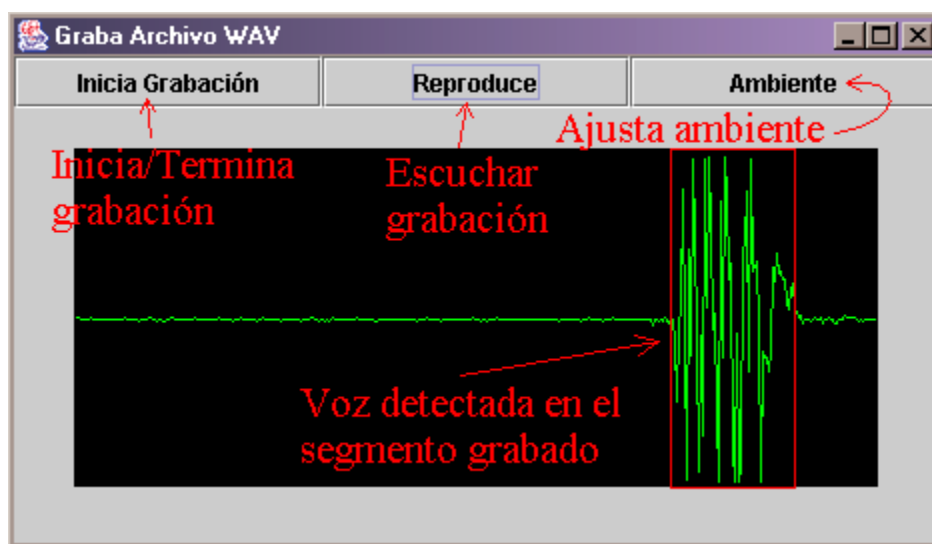 Graba Archivo WAV
Inicia Grabación
Reproduce
Ambiente
Ajusta ambiente
Inicia/Termina
grabación
Escuchar
grabación
Voz detectada en el
segmento grabado